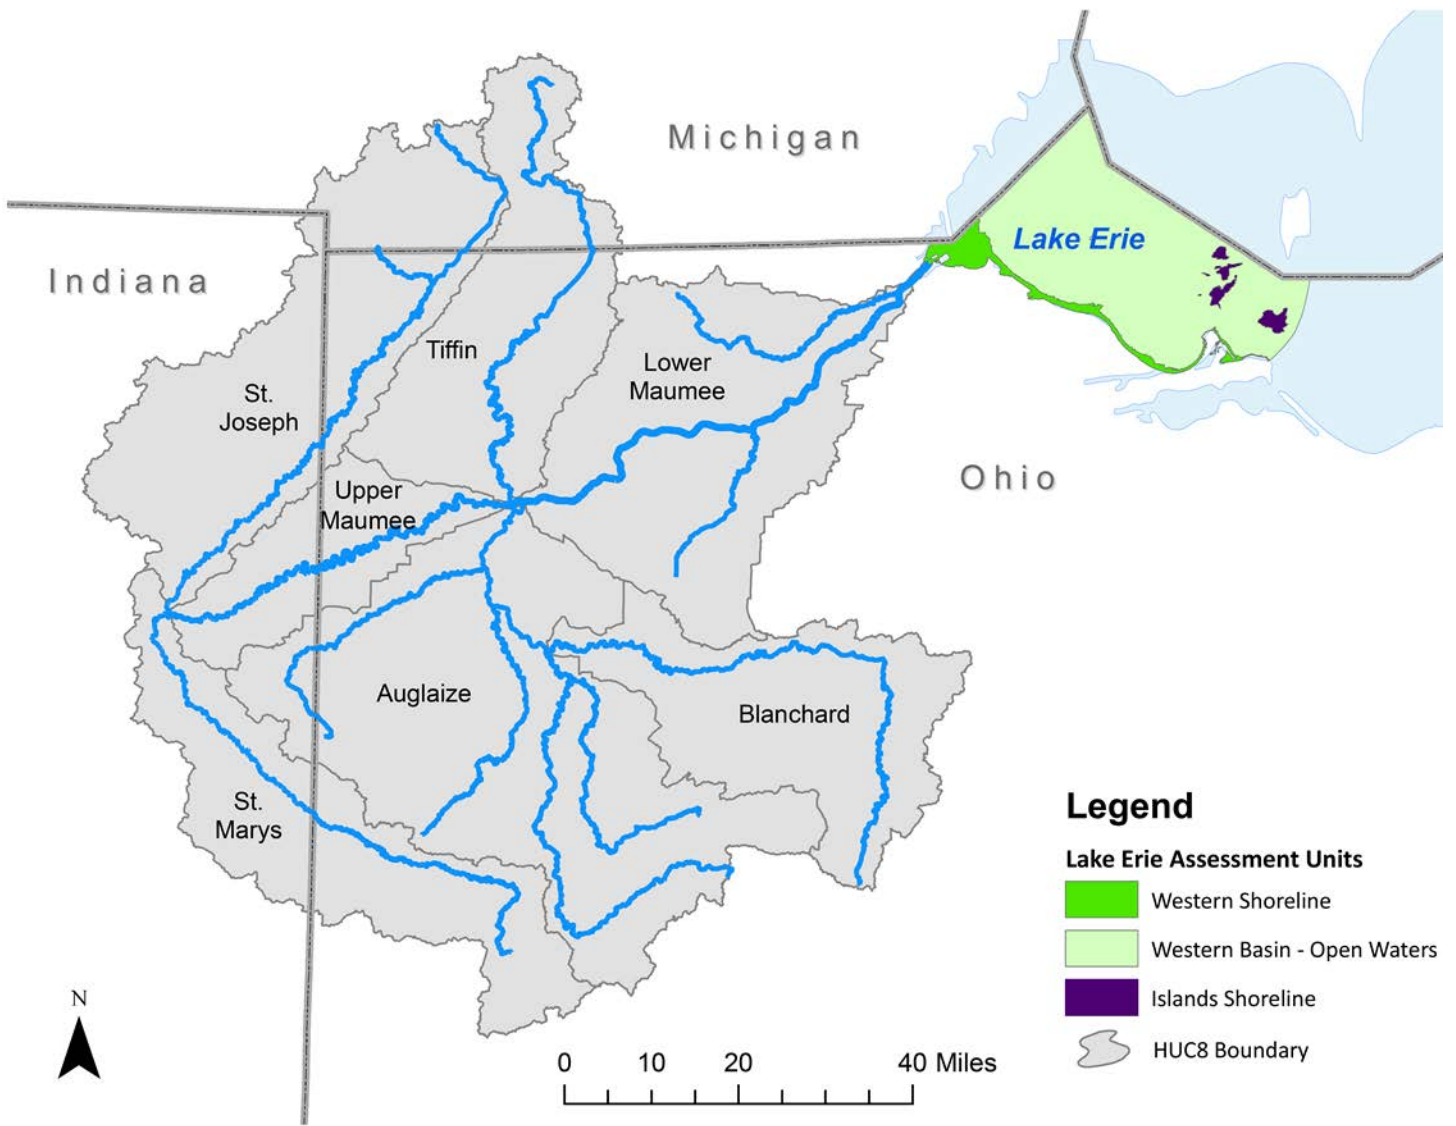 Michigan
Lake Erie
Indiana
Tiffin
Lower
Maumee
St.
Joseph
Ohio
Upper
Maumee
Auglaize
Blanchard
St.
Marys
Legend
Lake Erie Assessment Units
Western Shoreline
Western Basin - Open Waters
Islands Shoreline
HUC8 Boundary
N
0 10 20 40 Miles